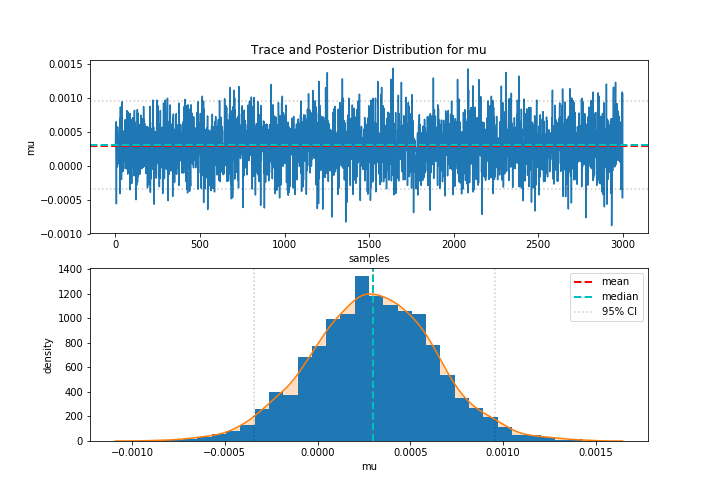 Trace and Posterior Distribution for mu
0.0015
0.0010
0.0005
0.0000
−0.0005
−0.0010
mu
0 500 1000 1500 2000 2500 3000
samples
1400
1200
1000
800
600
400
200
0
density
mean
median
95% CI
−0.0010 −0.0005 0.0000 0.0005 0.0010 0.0015
mu